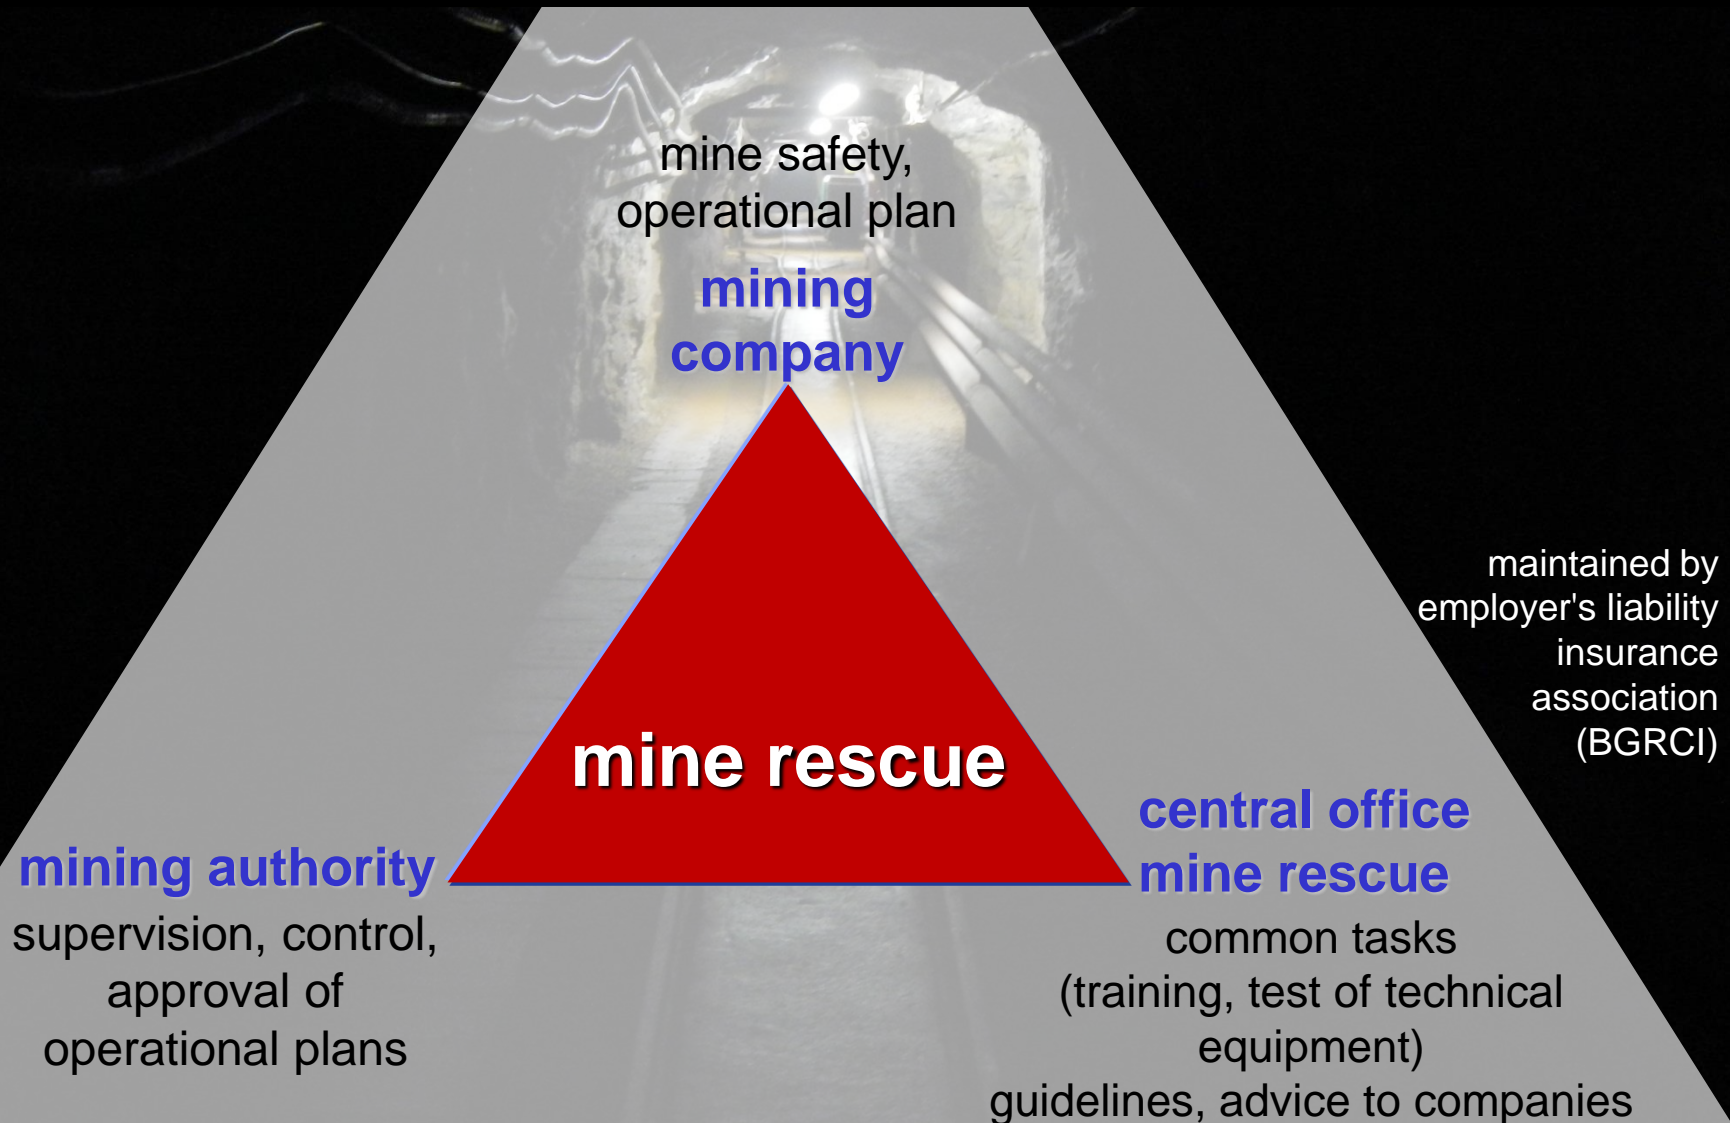 mine safety,
operational plan
mining
company
maintained by
employer's liability
insurance
association
(BGRCI)
mine rescue
mining authority
supervision, control,
approval of
operational plans
central office
mine rescue
common tasks
(training, test of technical
equipment)
guidelines, advice to companies